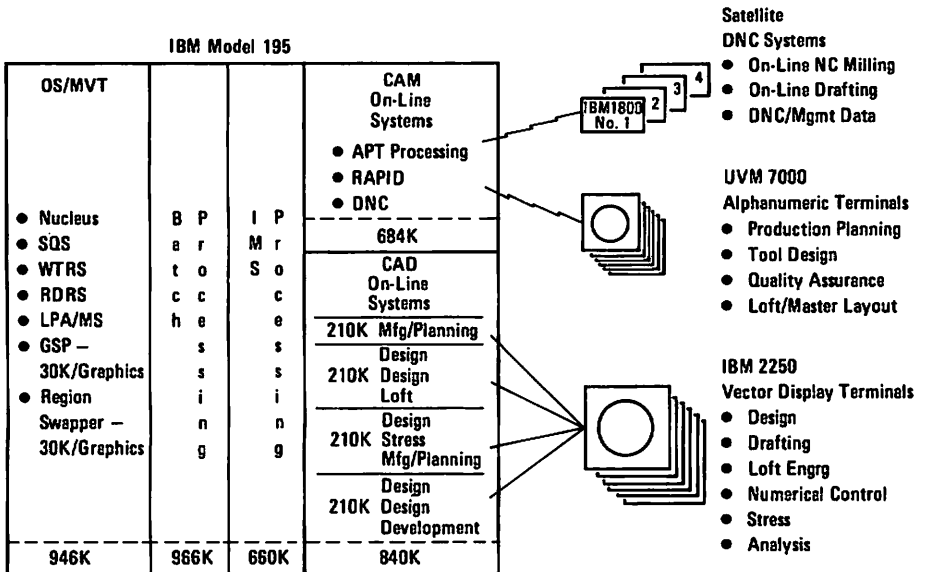 IBM Model 195
OS/MVT
● Nucleus
● SQS
● WTRS
● RDRS
● LPA/MS
● GSP –
30K/Graphics
● Region
Swapper –
30K/Graphics
946K
Batch Processing
966K
IMS Processing
660K
CAM
On-Line
Systems
● APT Processing
● RAPID
● DNC
684K
CAD
On-Line
Systems
210K Mfg/Planning
Design
210K Design
Loft
Design
210K Stress
Mfg/Planning
Design
210K Design
Development
840K
IBM1800
No. 1
2
3
4
Satellite
DNC Systems
● On-Line NC Milling
● On-Line Drafting
● DNC/Mgmt Data
UVM 7000
Alphanumeric Terminals
● Production Planning
● Tool Design
● Quality Assurance
● Loft/Master Layout
IBM 2250
Vector Display Terminals
● Design
● Drafting
● Loft Engrg
● Numerical Control
● Stress
● Analysis